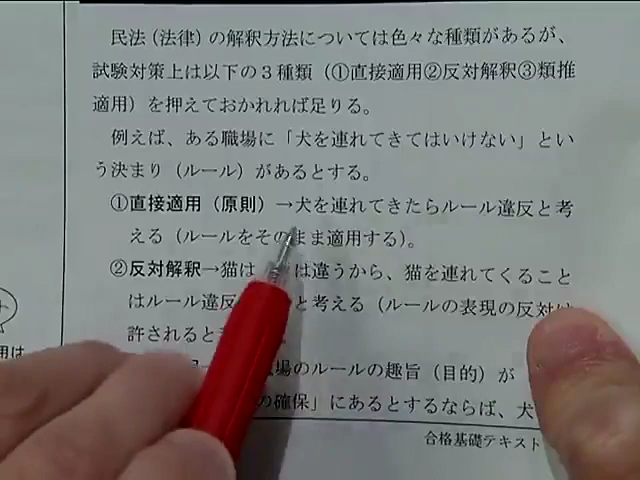 民法（法律）の解釈方法については色々な種類があるが、
試験対策上は以下の３種類（①直接適用②反対解釈③類推
適用）を押えておかれれば足りる。
例えば、ある職場に「犬を連れてきてはいけない」とい
う決まり（ルール）があるとする。
①直接適用（原則）→犬を連れてきたらルール違反と考
える（ルールをそのまま適用する）。
②反対解釈→猫は は違うから、猫を連れてくること
はルール違反 と考える（ルールの表現の反対は
許されると
場のルールの趣旨（目的）が
の確保」にあるとするならば、犬
合格基礎テキスト
用は